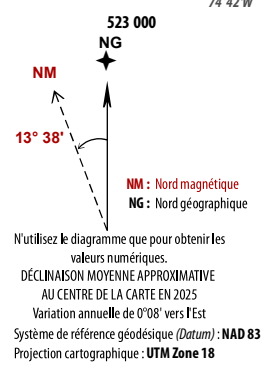 74°42'W
523 000
NG
NM
13° 38'
NM : Nord magnétique
NG : Nord géographique
N'utilisez le diagramme que pour obtenir les
valeurs numériques.
DÉCLINAISON MOYENNE APPROXIMATIVE
AU CENTRE DE LA CARTE EN 2025
Variation annuelle de 0°08' vers l'Est
Système de référence géodésique (Datum) : NAD 83
Projection cartographique : UTM Zone 18